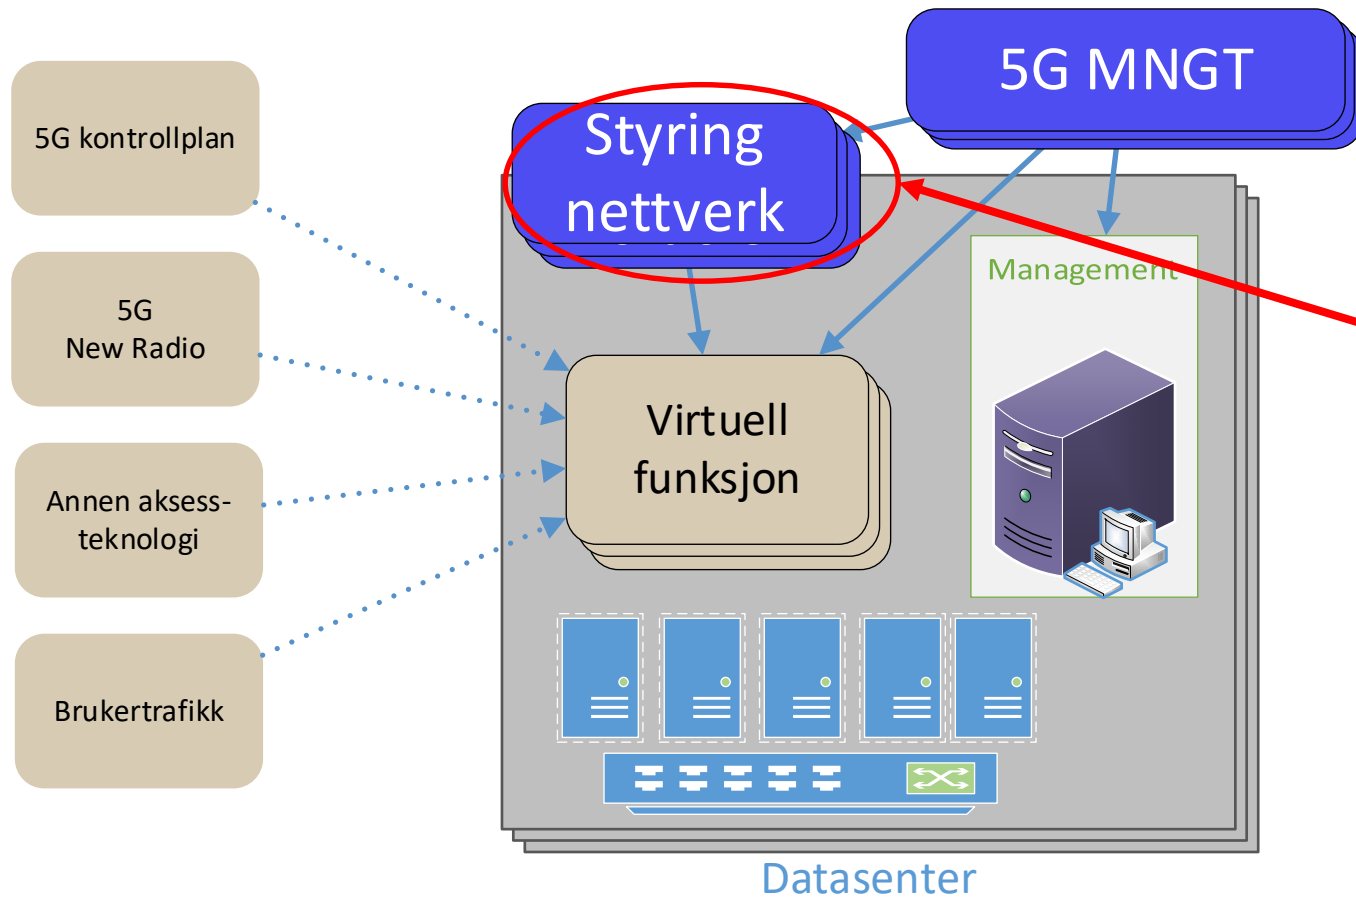 5G MNGT
5G kontrollplan
Styring
nettverk
Management
5G
New Radio
Virtuell
funksjon
Annen aksess-
teknologi
Brukertrafikk
Datasenter